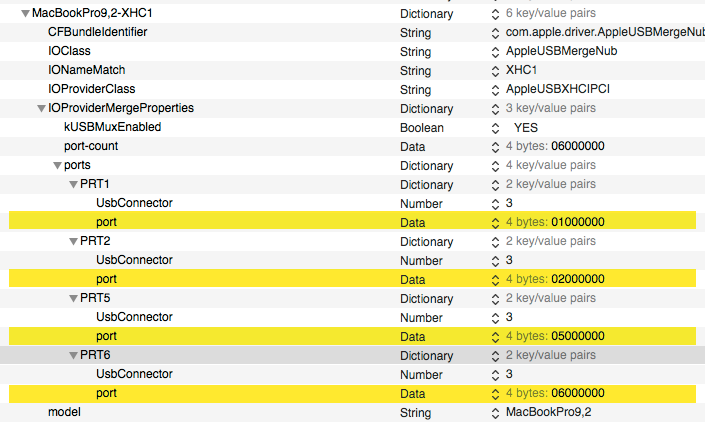 MacBookPro9,2-XHC1 Dictionary 6 key/value pairs
CFBundleIdentifier String com.apple.driver.AppleUSBMergeNub
IOClass String AppleUSBMergeNub
IONameMatch String XHC1
IOProviderClass String AppleUSBXHCIPCI
IOProviderMergeProperties Dictionary 3 key/value pairs
kUSBMuxEnabled Boolean YES
port-count Data 4 bytes: 06000000
ports Dictionary 4 key/value pairs
PRT1 Dictionary 2 key/value pairs
UsbConnector Number 3
port Data 4 bytes: 01000000
PRT2 Dictionary 2 key/value pairs
UsbConnector Number 3
port Data 4 bytes: 02000000
PRT5 Dictionary 2 key/value pairs
UsbConnector Number 3
port Data 4 bytes: 05000000
PRT6 Dictionary 2 key/value pairs
UsbConnector Number 3
port Data 4 bytes: 06000000
model String MacBookPro9,2